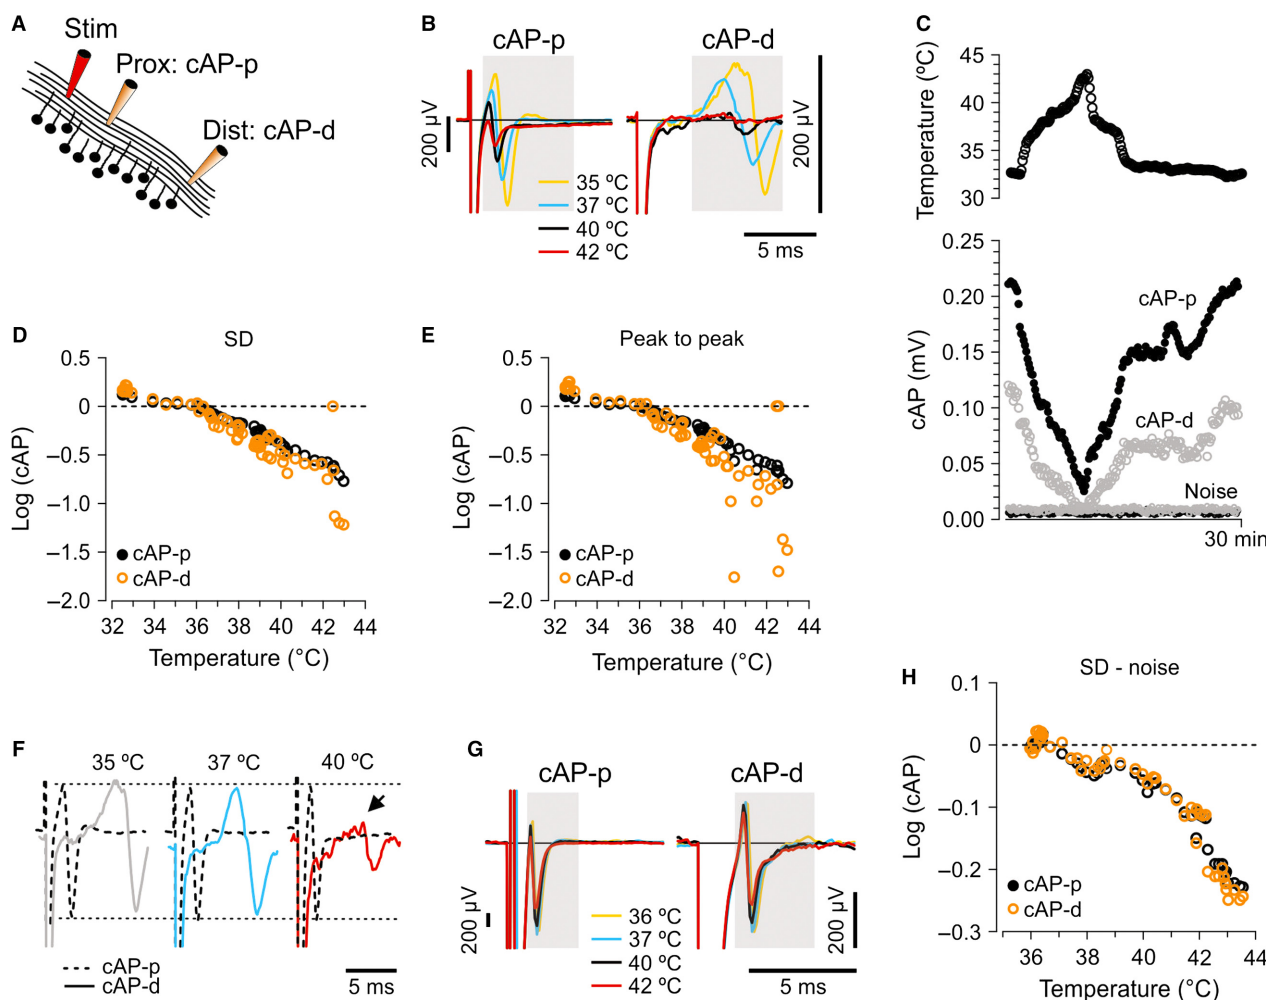 A
Stim
Prox: cAP-p
Dist: cAP-d
B
cAP-p
cAP-d
200 µV
200 µV
35 ºC
37 ºC
40 ºC
42 ºC
5 ms
C
Temperature (ºC)
45
40
35
30
cAP (mV)
0.25
0.20
0.15
0.10
0.05
0.00
cAP-p
cAP-d
Noise
30 min
D
SD
Log (cAP)
0.5
0
−0.5
−1.0
−1.5
−2.0
cAP-p
cAP-d
32 34 36 38 40 42 44
Temperature (°C)
E
Peak to peak
Log (cAP)
0.5
0
−0.5
−1.0
−1.5
−2.0
cAP-p
cAP-d
32 34 36 38 40 42 44
Temperature (°C)
F
35 ºC
37 ºC
40 ºC
cAP-p
cAP-d
5 ms
G
cAP-p
cAP-d
200 µV
200 µV
36 ºC
37 ºC
40 ºC
42 ºC
5 ms
H
SD - noise
Log (cAP)
0.1
0
−0.1
−0.2
−0.3
cAP-p
cAP-d
36 38 40 42 44
Temperature (°C)